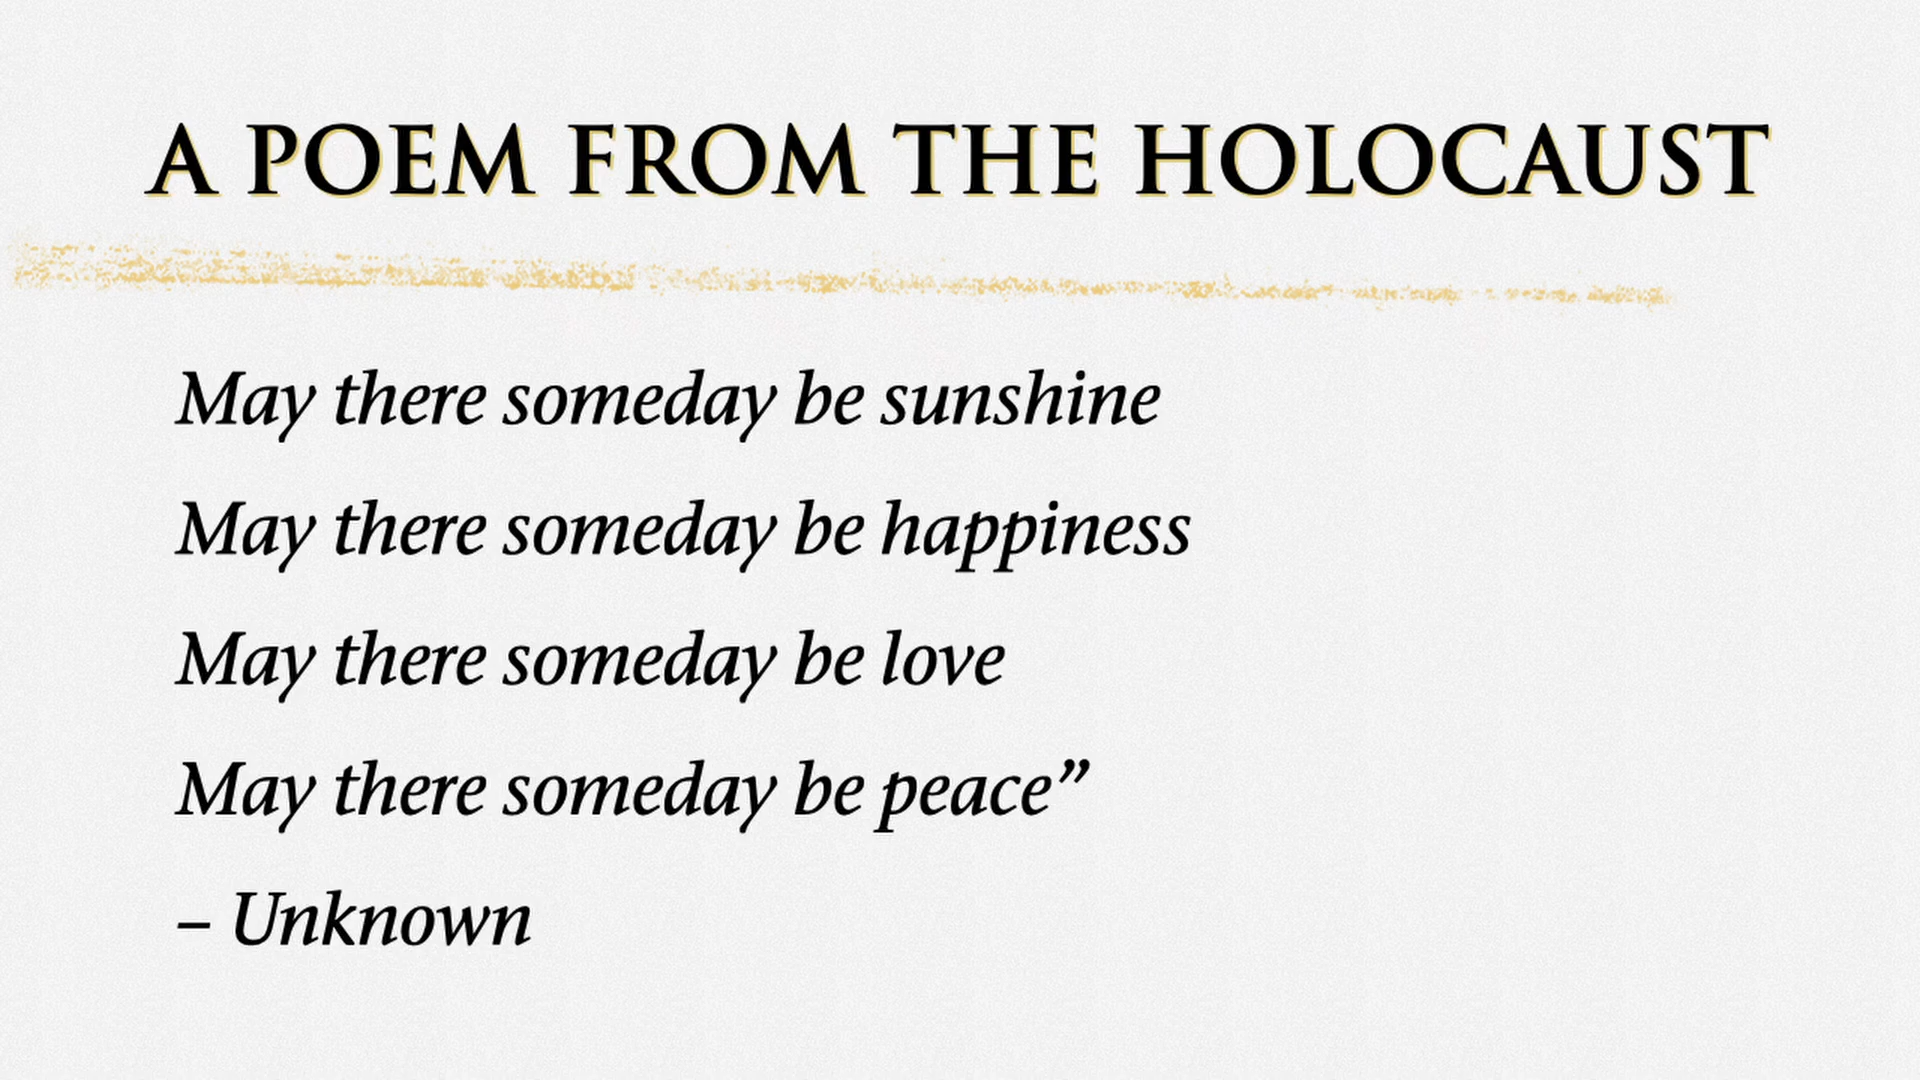 A POEM FROM THE HOLOCAUST
May there someday be sunshine
May there someday be happiness
May there someday be love
May there someday be peace”
– Unknown